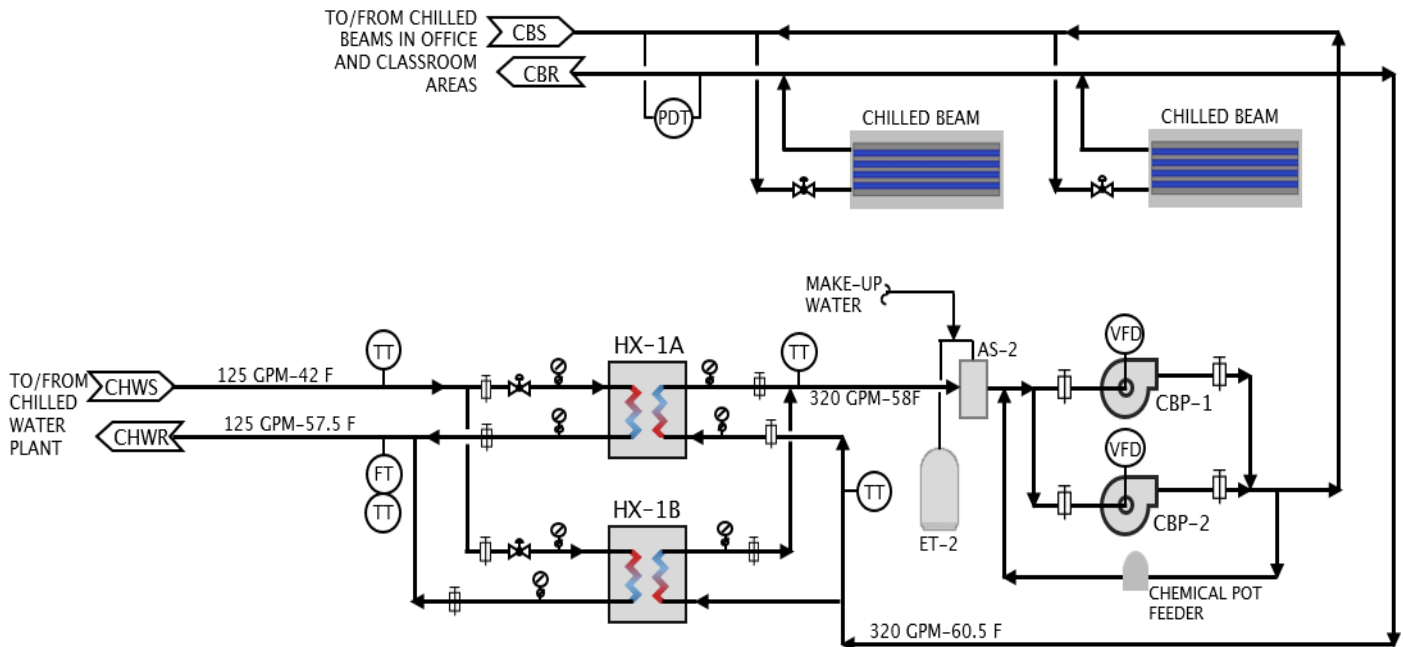 TO/FROM CHILLED
BEAMS IN OFFICE
AND CLASSROOM
AREAS
CBS
CBR
PDT
CHILLED BEAM
CHILLED BEAM
MAKE-UP
WATER
AS-2
VFD
CBP-1
VFD
CBP-2
ET-2
CHEMICAL POT
FEEDER
TO/FROM
CHILLED
WATER
PLANT
CHWS
CHWR
125 GPM-42 F
125 GPM-57.5 F
TT
FT
TT
HX-1A
HX-1B
TT
320 GPM-58F
TT
320 GPM-60.5 F